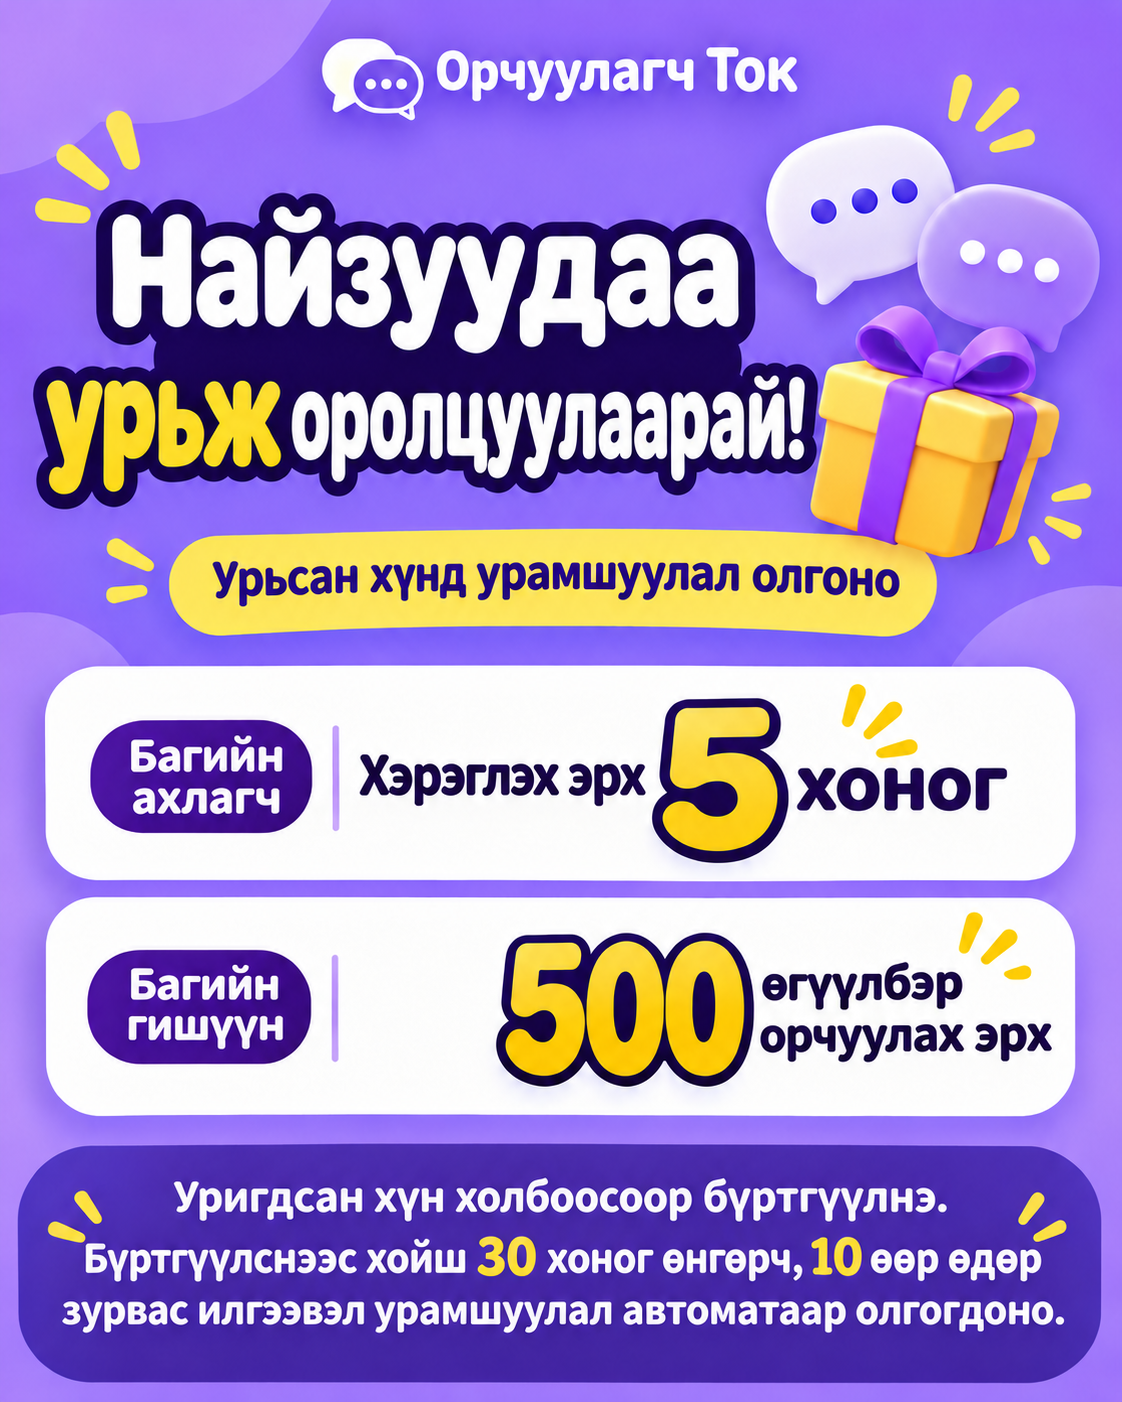 Орчуулагч Ток
Найзуудаа
урьж оролцуулаарай!
Урьсан хүнд урамшуулал олгоно
Багийн
ахлагч
Хэрэглэх эрх 5 хоног
Багийн
гишүүн
500 өгүүлбэр
орчуулах эрх
Уригдсан хүн холбоосоор бүртгүүлнэ.
Бүртгүүлснээс хойш 30 хоног өнгөрч, 10 өөр өдөр
зурвас илгээвэл урамшуулал автоматаар олгогдоно.